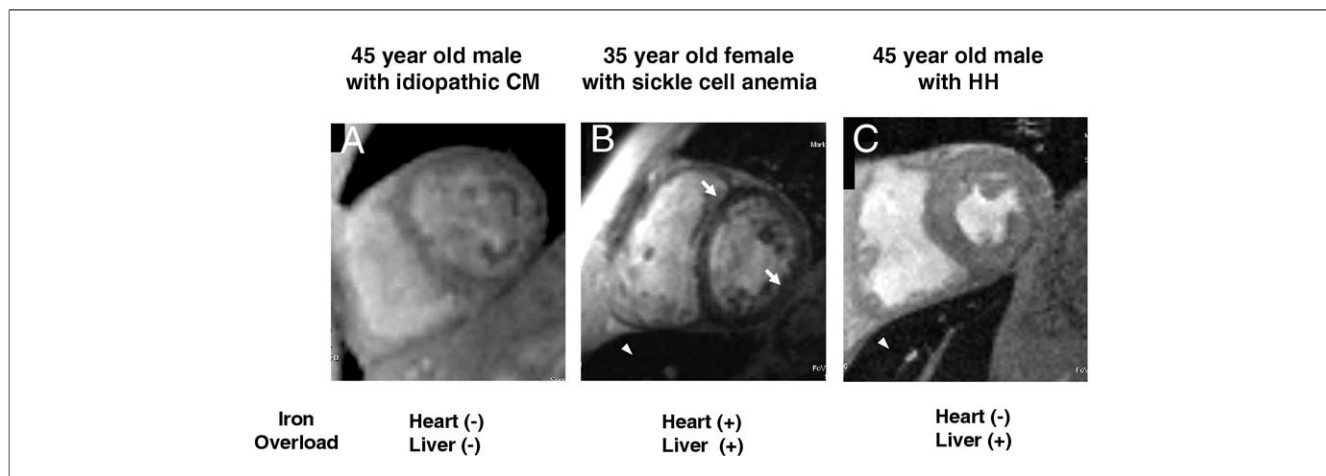 45 year old male
with idiopathic CM
35 year old female
with sickle cell anemia
45 year old male
with HH
A
B
C
Iron
Overload
Heart (-)
Liver (-)
Heart (+)
Liver (+)
Heart (-)
Liver (+)